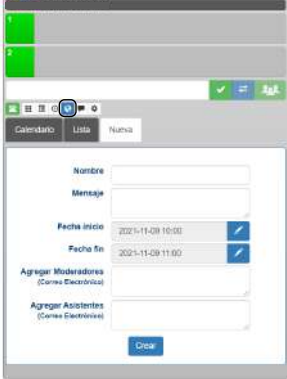 1
2
Calendario Lista Nueva
Nombre
Mensaje
Fecha inicio 2021-11-09 10:00
Fecha fin 2021-11-09 11:00
Agregar Moderadores
(Correo Electrónico)
Agregar Asistentes
(Correo Electrónico)
Crear